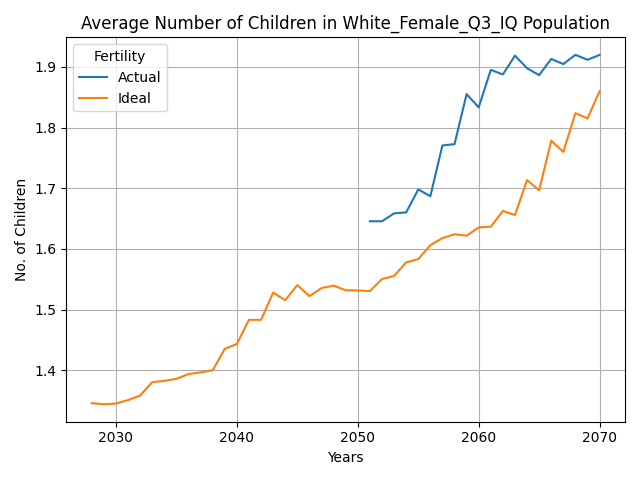 Average Number of Children in White_Female_Q3_IQ Population
Fertility
Actual
Ideal
No. of Children
1.9
1.8
1.7
1.6
1.5
1.4
2030 2040 2050 2060 2070
Years